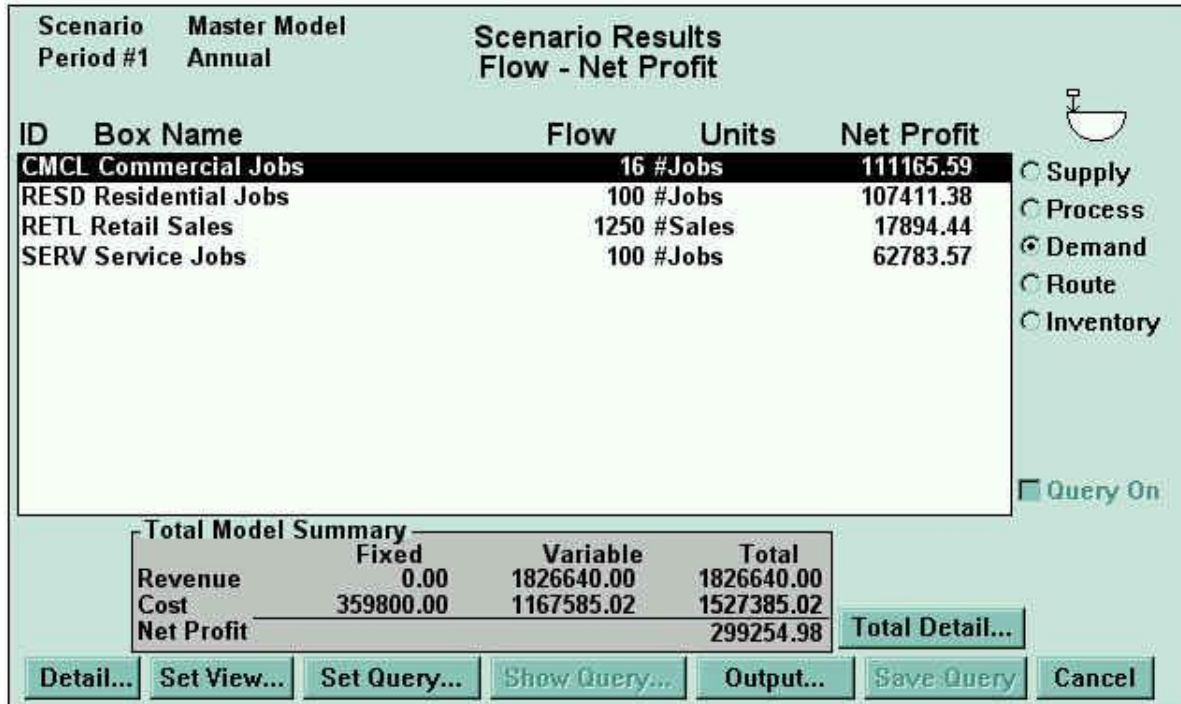 Scenario Master Model
Period #1 Annual
Scenario Results
Flow - Net Profit
ID Box Name Flow Units Net Profit
CMCL Commercial Jobs 16 #Jobs 111165.59
RESD Residential Jobs 100 #Jobs 107411.38
RETL Retail Sales 1250 #Sales 17894.44
SERV Service Jobs 100 #Jobs 62783.57
Supply
Process
Demand
Route
Inventory
Query On
Total Model Summary
Fixed Variable Total
Revenue 0.00 1826640.00 1826640.00
Cost 359800.00 1167585.02 1527385.02
Net Profit 299254.98
Total Detail...
Detail... Set View... Set Query... Show Query... Output... Save Query Cancel